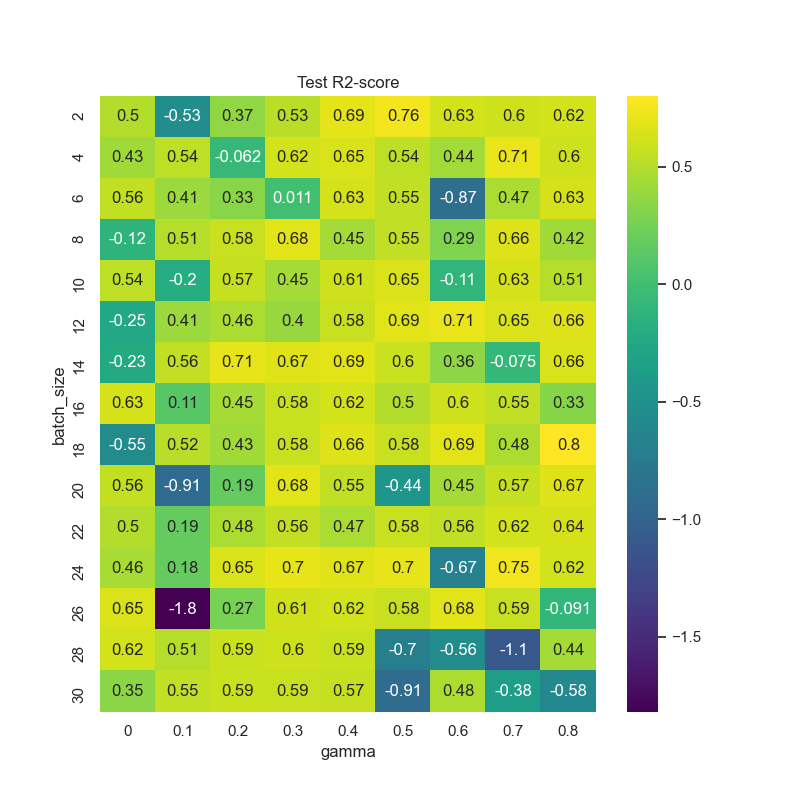 Test R2-score
2 0.5 -0.53 0.37 0.53 0.69 0.76 0.63 0.6 0.62
4 0.43 0.54 -0.062 0.62 0.65 0.54 0.44 0.71 0.6
6 0.56 0.41 0.33 0.011 0.63 0.55 -0.87 0.47 0.63
8 -0.12 0.51 0.58 0.68 0.45 0.55 0.29 0.66 0.42
10 0.54 -0.2 0.57 0.45 0.61 0.65 -0.11 0.63 0.51
12 -0.25 0.41 0.46 0.4 0.58 0.69 0.71 0.65 0.66
14 -0.23 0.56 0.71 0.67 0.69 0.6 0.36 -0.075 0.66
16 0.63 0.11 0.45 0.58 0.62 0.5 0.6 0.55 0.33
18 -0.55 0.52 0.43 0.58 0.66 0.58 0.69 0.48 0.8
20 0.56 -0.91 0.19 0.68 0.55 -0.44 0.45 0.57 0.67
22 0.5 0.19 0.48 0.56 0.47 0.58 0.56 0.62 0.64
24 0.46 0.18 0.65 0.7 0.67 0.7 -0.67 0.75 0.62
26 0.65 -1.8 0.27 0.61 0.62 0.58 0.68 0.59 -0.091
28 0.62 0.51 0.59 0.6 0.59 -0.7 -0.56 -1.1 0.44
30 0.35 0.55 0.59 0.59 0.57 -0.91 0.48 -0.38 -0.58
0 0.1 0.2 0.3 0.4 0.5 0.6 0.7 0.8
gamma
batch_size
0.5
0.0
−0.5
−1.0
−1.5